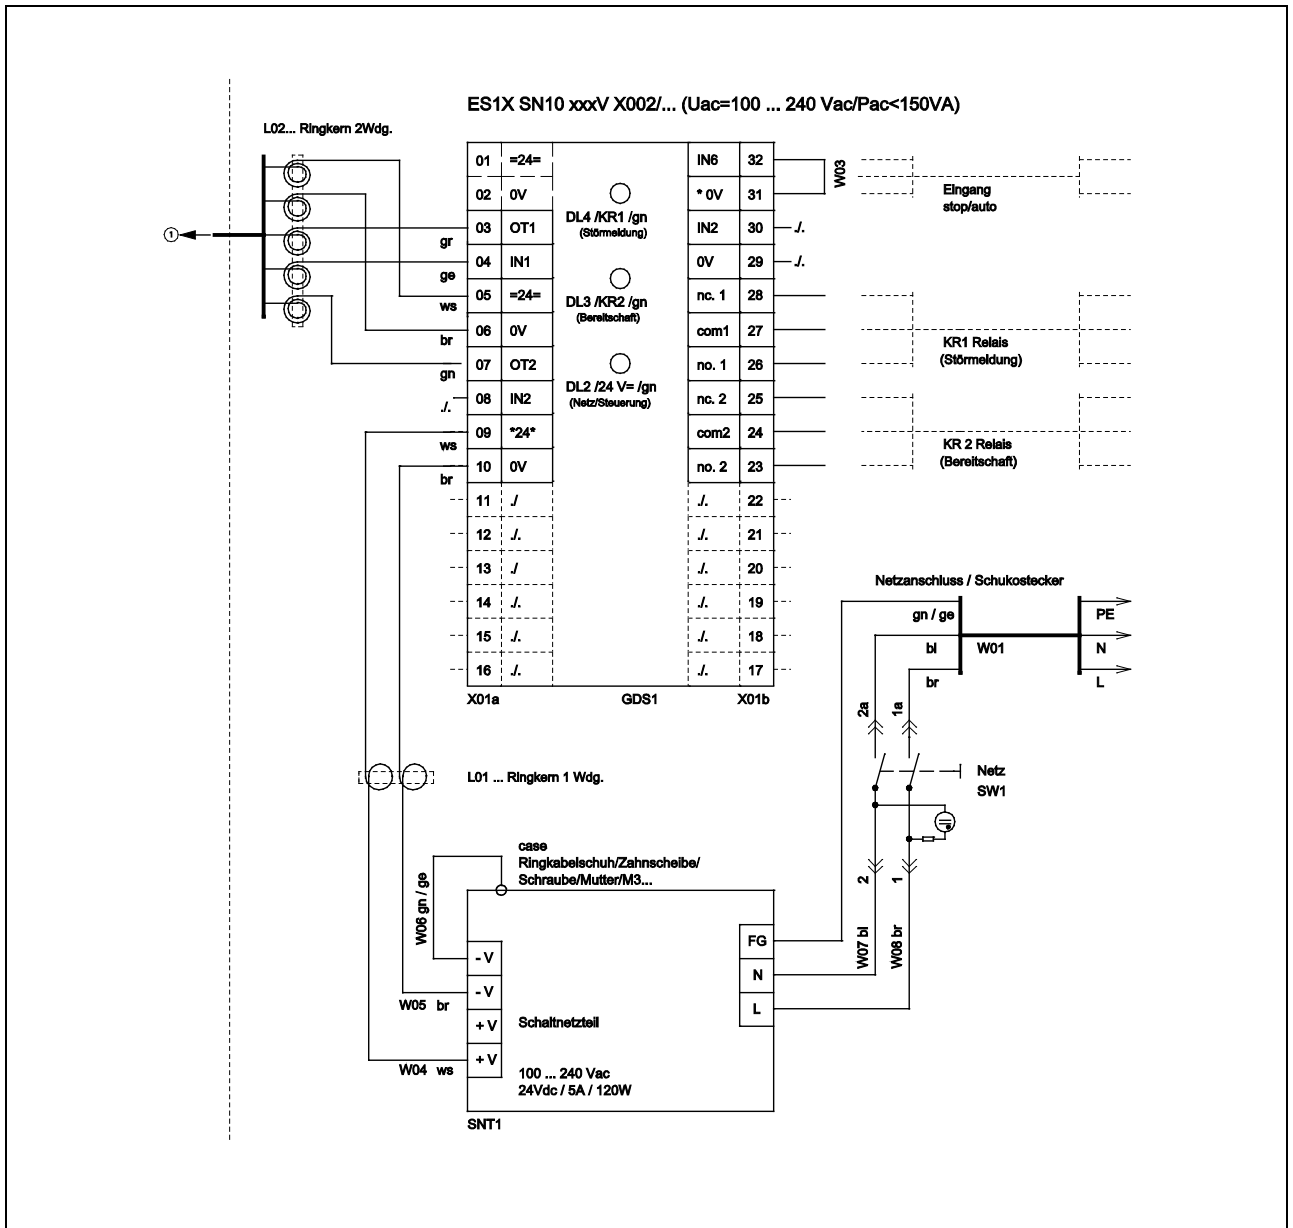 ES1X SN10 xxxV X002/... (Uac=100 ... 240 Vac/Pac<150VA)
L02... Ringkern 2Wdg.
01 =24= IN6 32
02 0V * 0V 31
03 OT1 IN2 30 ./.
04 IN1 0V 29 ./.
05 =24= nc. 1 28
06 0V com1 27
07 OT2 no. 1 26
08 IN2 nc. 2 25
09 *24* com2 24
10 0V no. 2 23
11 ./ ./. 22
12 ./. ./. 21
13 ./ ./. 20
14 ./. ./. 19
15 ./. ./. 18
16 ./. ./. 17
X01a GDS1 X01b
1
gr
ge
ws
br
gn
./.
ws
br
DL4 /KR1 /gn
(Störmeldung)
DL3 /KR2 /gn
(Bereitschaft)
DL2 /24 V= /gn
(Netz/Steuerung)
W03
Eingang
stop/auto
KR1 Relais
(Störmeldung)
KR 2 Relais
(Bereitschaft)
Netzanschluss / Schukostecker
gn / ge
bl
br
W01
PE
N
L
2a
1a
Netz
SW1
2
1
W07 bl
W08 br
L01 ... Ringkern 1 Wdg.
case
Ringkabelschuh/Zahnscheibe/
Schraube/Mutter/M3...
W06 gn / ge
- V
- V
+ V
+ V
W05 br
W04 ws
FG
N
L
Schaltnetzteil
100 ... 240 Vac
24Vdc / 5A / 120W
SNT1